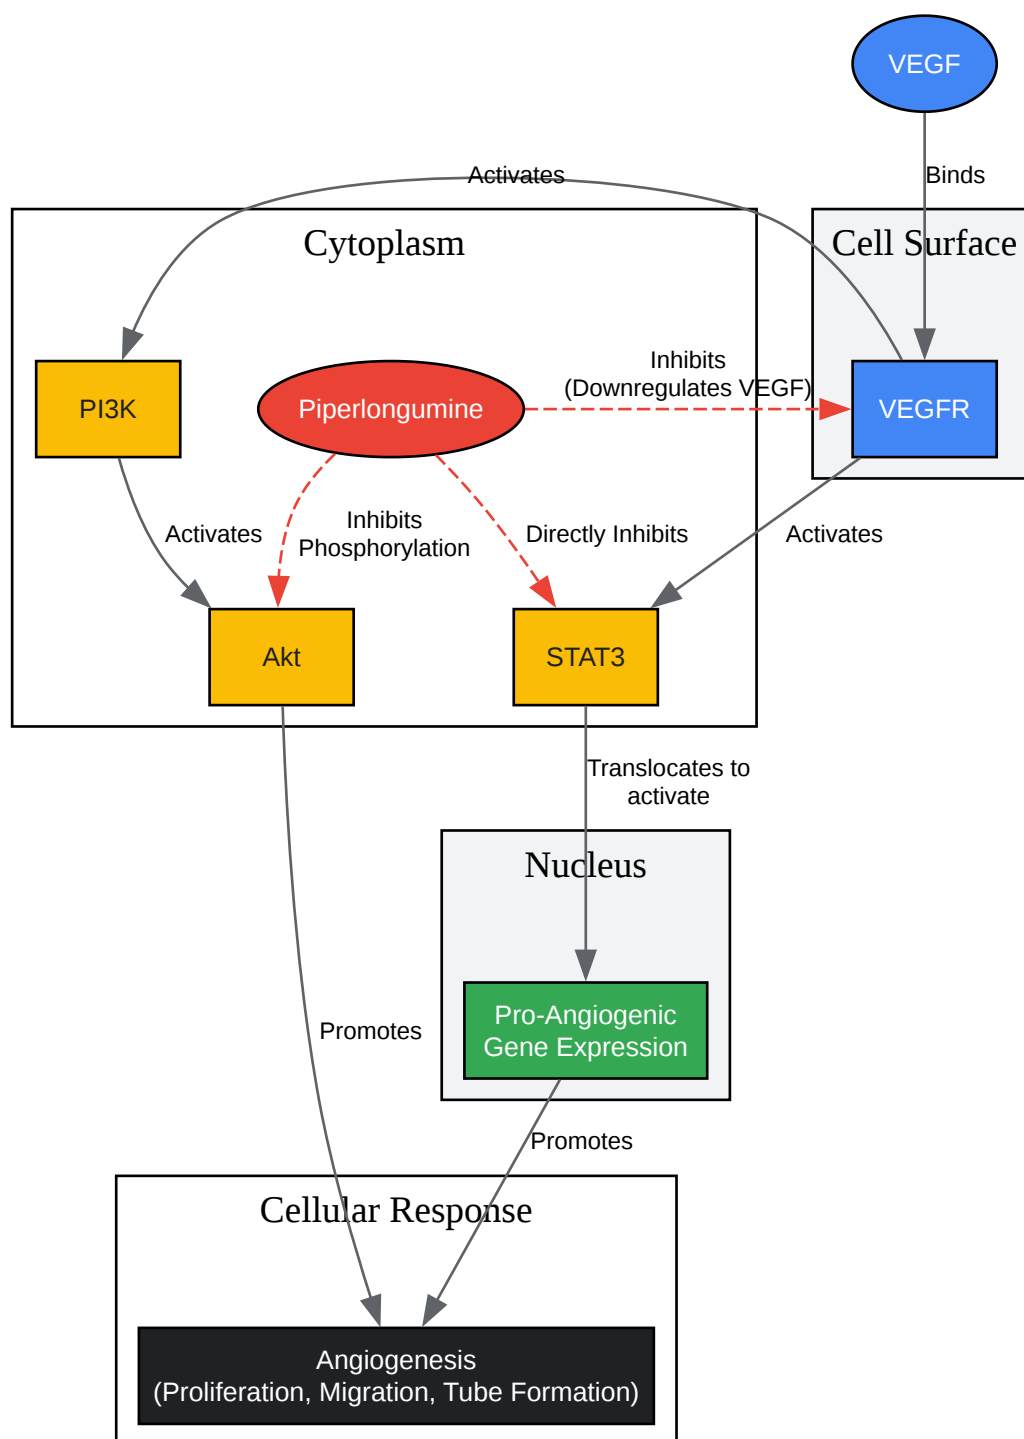 VEGF
Activates
Binds
Cytoplasm
Cell Surface
Inhibits
(Downregulates VEGF)
PI3K
Piperlongumine
VEGFR
Activates
Inhibits
Phosphorylation
Directly Inhibits
Activates
Akt
STAT3
Translocates to
activate
Nucleus
Pro-Angiogenic
Gene Expression
Promotes
Promotes
Cellular Response
Angiogenesis
(Proliferation, Migration, Tube Formation)